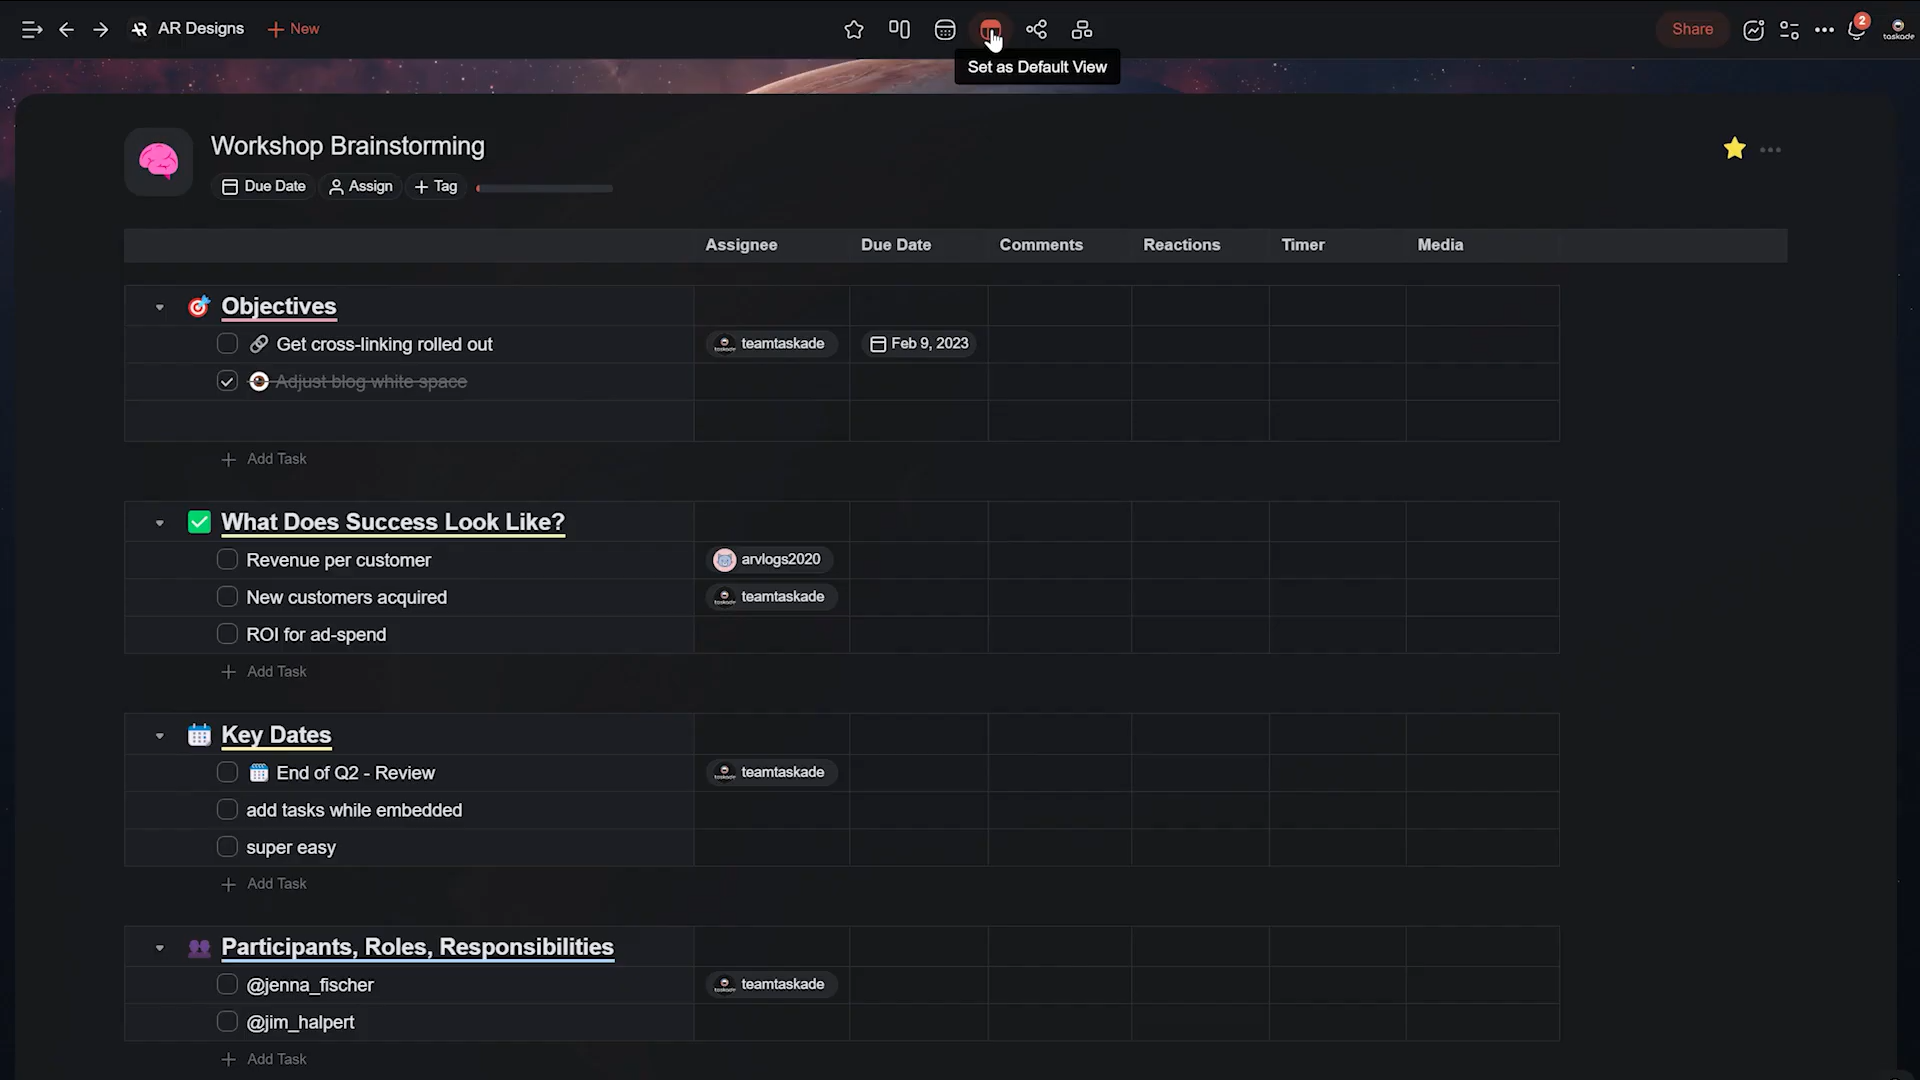 AR Designs
New
Share
2
taskade
Set as Default View
Workshop Brainstorming
Due Date
Assign
Tag
Assignee
Due Date
Comments
Reactions
Timer
Media
Objectives
Get cross-linking rolled out
teamtaskade
Feb 9, 2023
Adjust blog white space
Add Task
What Does Success Look Like?
Revenue per customer
arvlogs2020
New customers acquired
teamtaskade
ROI for ad-spend
Add Task
Key Dates
End of Q2 - Review
teamtaskade
add tasks while embedded
super easy
Add Task
Participants, Roles, Responsibilities
@jenna_fischer
teamtaskade
@jim_halpert
Add Task